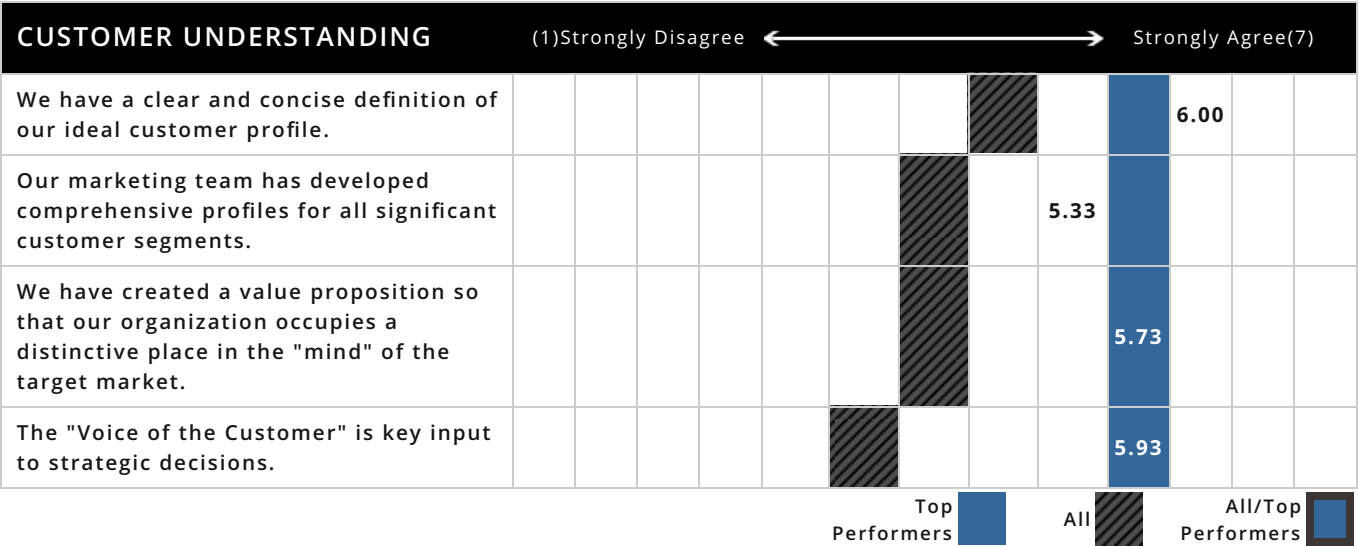 CUSTOMER UNDERSTANDING (1)Strongly Disagree Strongly Agree(7)
We have a clear and concise definition of
our ideal customer profile.
6.00
Our marketing team has developed
comprehensive profiles for all significant
customer segments.
5.33
We have created a value proposition so
that our organization occupies a
distinctive place in the "mind" of the
target market.
5.73
The "Voice of the Customer" is key input
to strategic decisions.
5.93
Top
Performers
All
All/Top
Performers